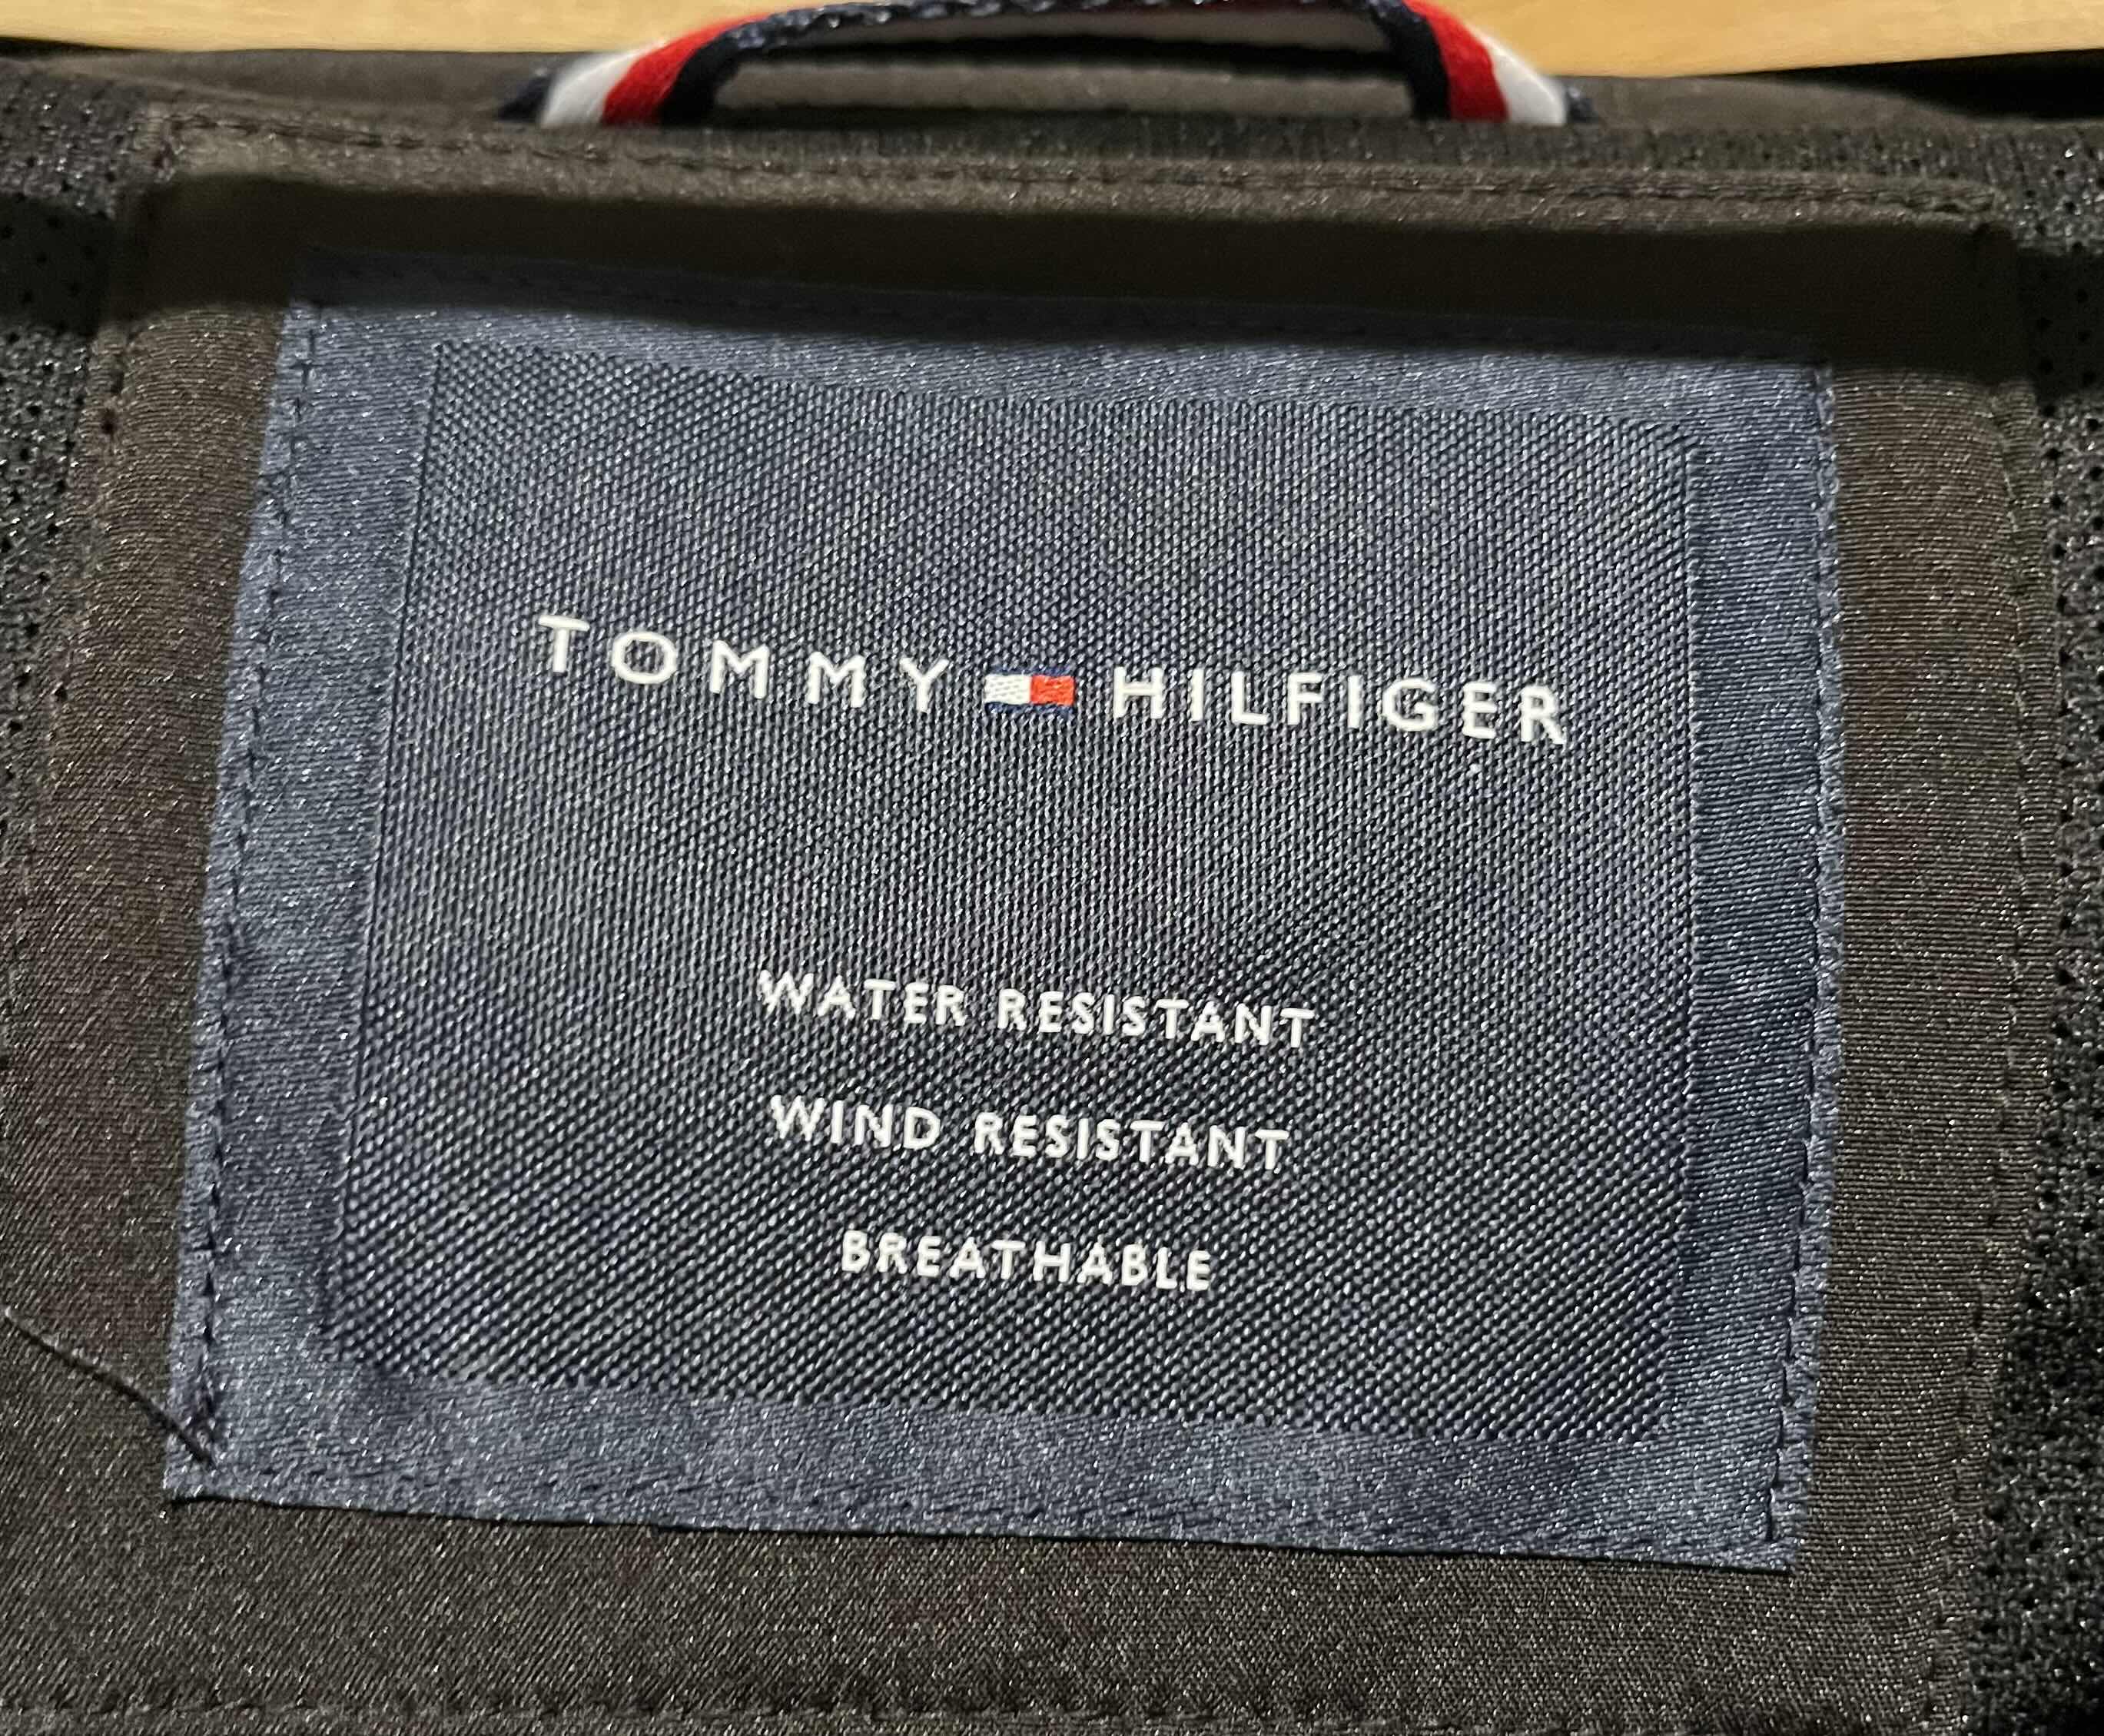 TOMMY HILFIGER
WATER RESISTANT
WIND RESISTANT
BREATHABLE